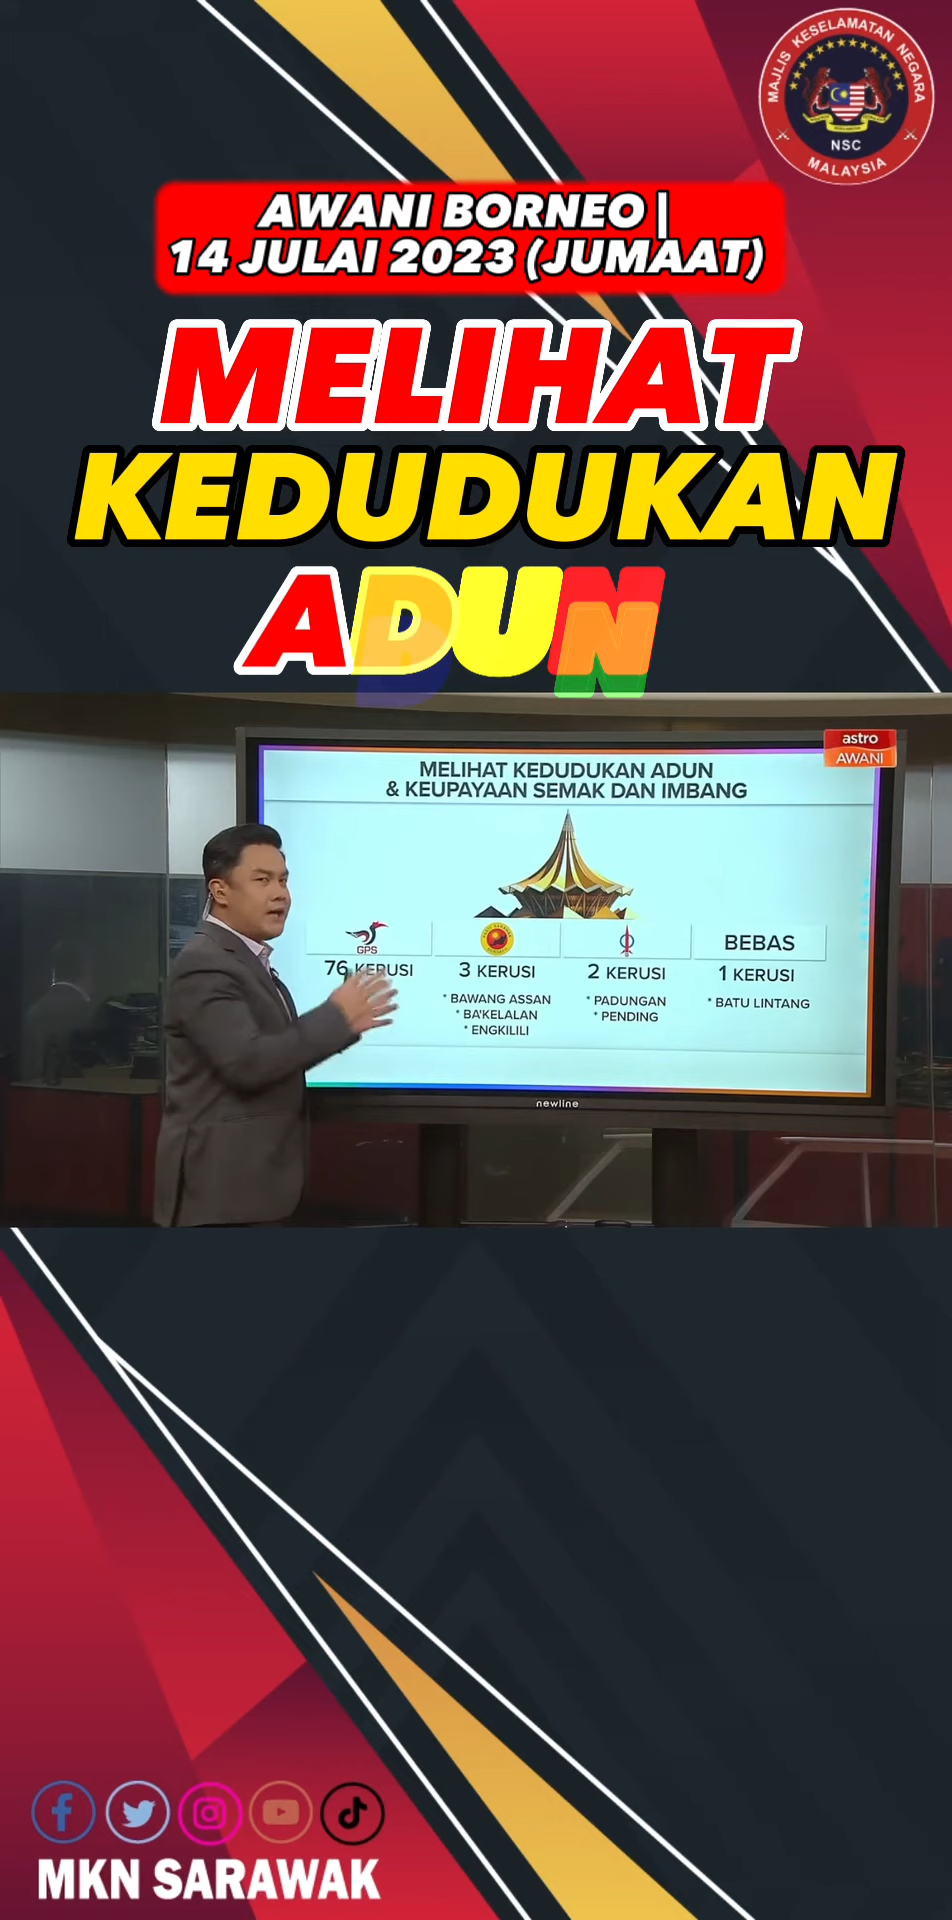 MAJLIS KESELAMATAN NEGARA
NSC
MALAYSIA
AWANI BORNEO |
14 JULAI 2023 (JUMAAT)
MELIHAT
KEDUDUKAN
ADUN
astro
AWANI
MELIHAT KEDUDUKAN ADUN
& KEUPAYAAN SEMAK DAN IMBANG
GPS
BEBAS
76 KERUSI
3 KERUSI
2 KERUSI
1 KERUSI
* BAWANG ASSAN
* BA'KELALAN
* ENGKILILI
* PADUNGAN
* PENDING
* BATU LINTANG
newline
MKN SARAWAK